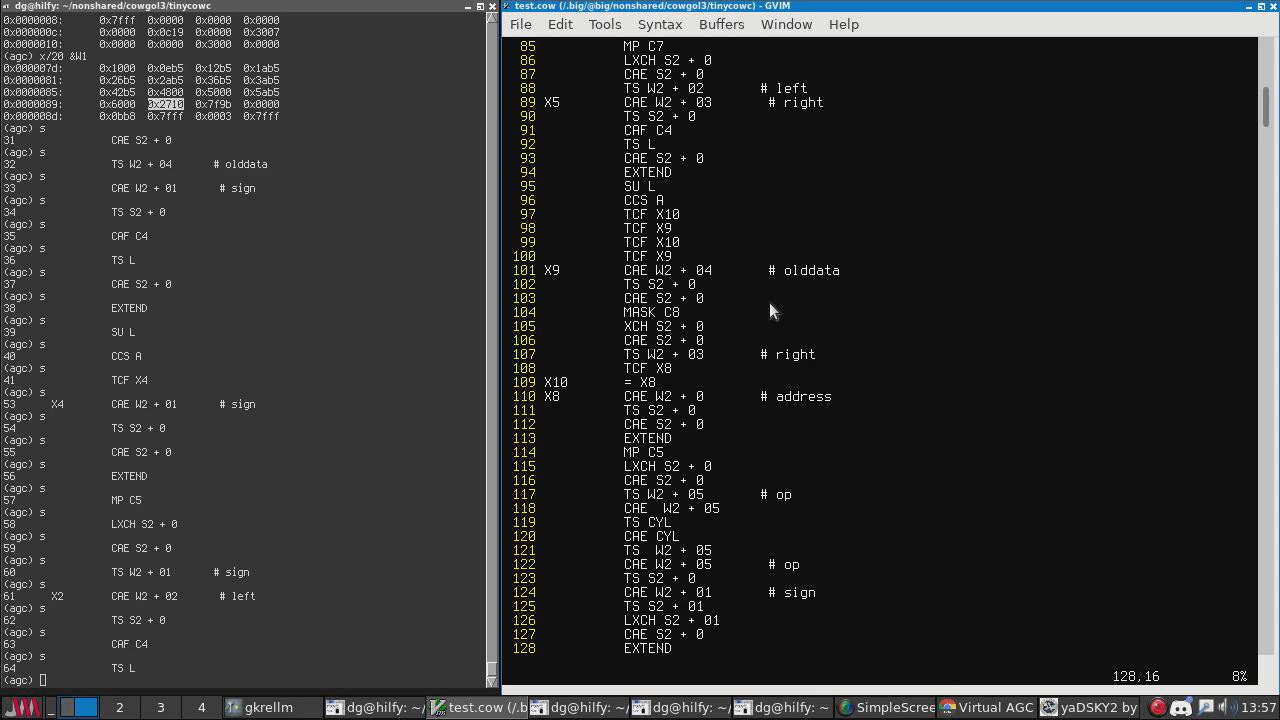 dg@hilfy: ~/nonshared/cowgol3/tinycowc
0x0000008: 0x7fff 0x0000 0x0005 0x0000
0x000000c: 0x0000 0x0c19 0x0000 0x3007
0x0000010: 0x0000 0x0000 0x3000 0x0000
(agc) x/20 &W1
0x000007d: 0x1000 0x0eb5 0x12b5 0x1ab5
0x0000081: 0x26b5 0x2ab5 0x36b5 0x3ab5
0x0000085: 0x42b5 0x4800 0x5000 0x5ab5
0x0000089: 0x6000 0x2710 0x7f9b 0x0000
0x000008d: 0x0bb8 0x7fff 0x0003 0x7fff
(agc) s
31 CAE S2 + 0
(agc) s
32 TS W2 + 04 # olddata
(agc) s
33 CAE W2 + 01 # sign
(agc) s
34 TS S2 + 0
(agc) s
35 CAF C4
(agc) s
36 TS L
(agc) s
37 CAE S2 + 0
(agc) s
38 EXTEND
(agc) s
39 SU L
(agc) s
40 CCS A
(agc) s
41 TCF X4
(agc) s
53 X4 CAE W2 + 01 # sign
(agc) s
54 TS S2 + 0
(agc) s
55 CAE S2 + 0
(agc) s
56 EXTEND
(agc) s
57 MP C5
(agc) s
58 LXCH S2 + 0
(agc) s
59 CAE S2 + 0
(agc) s
60 TS W2 + 01 # sign
(agc) s
61 X2 CAE W2 + 02 # left
(agc) s
62 TS S2 + 0
(agc) s
63 CAF C4
(agc) s
64 TS L
(agc)
test.cow (/.big/@big/nonshared/cowgol3/tinycowc) - GVIM
File Edit Tools Syntax Buffers Window Help
85 MP C7
86 LXCH S2 + 0
87 CAE S2 + 0
88 TS W2 + 02 # left
89 X5 CAE W2 + 03 # right
90 TS S2 + 0
91 CAF C4
92 TS L
93 CAE S2 + 0
94 EXTEND
95 SU L
96 CCS A
97 TCF X10
98 TCF X9
99 TCF X10
100 TCF X9
101 X9 CAE W2 + 04 # olddata
102 TS S2 + 0
103 CAE S2 + 0
104 MASK C8
105 XCH S2 + 0
106 CAE S2 + 0
107 TS W2 + 03 # right
108 TCF X8
109 X10 = X8
110 X8 CAE W2 + 0 # address
111 TS S2 + 0
112 CAE S2 + 0
113 EXTEND
114 MP C5
115 LXCH S2 + 0
116 CAE S2 + 0
117 TS W2 + 05 # op
118 CAE W2 + 05
119 TS CYL
120 CAE CYL
121 TS W2 + 05
122 CAE W2 + 05 # op
123 TS S2 + 0
124 CAE W2 + 01 # sign
125 TS S2 + 01
126 LXCH S2 + 01
127 CAE S2 + 0
128 EXTEND
128,16 8%
2 3 4 gkrellm dg@hilfy: ~/ test.cow (/.b dg@hilfy: ~/ dg@hilfy: ~/ dg@hilfy: ~ SimpleScree Virtual AGC yaDSKY2 by 13:57